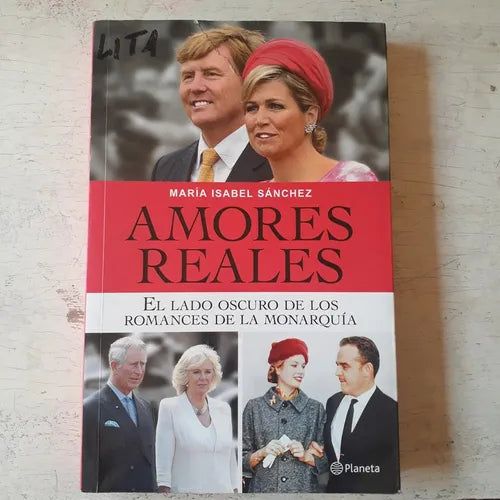 LITA
MARÍA ISABEL SÁNCHEZ
AMORES
REALES
EL LADO OSCURO DE LOS
ROMANCES DE LA MONARQUÍA
Planeta